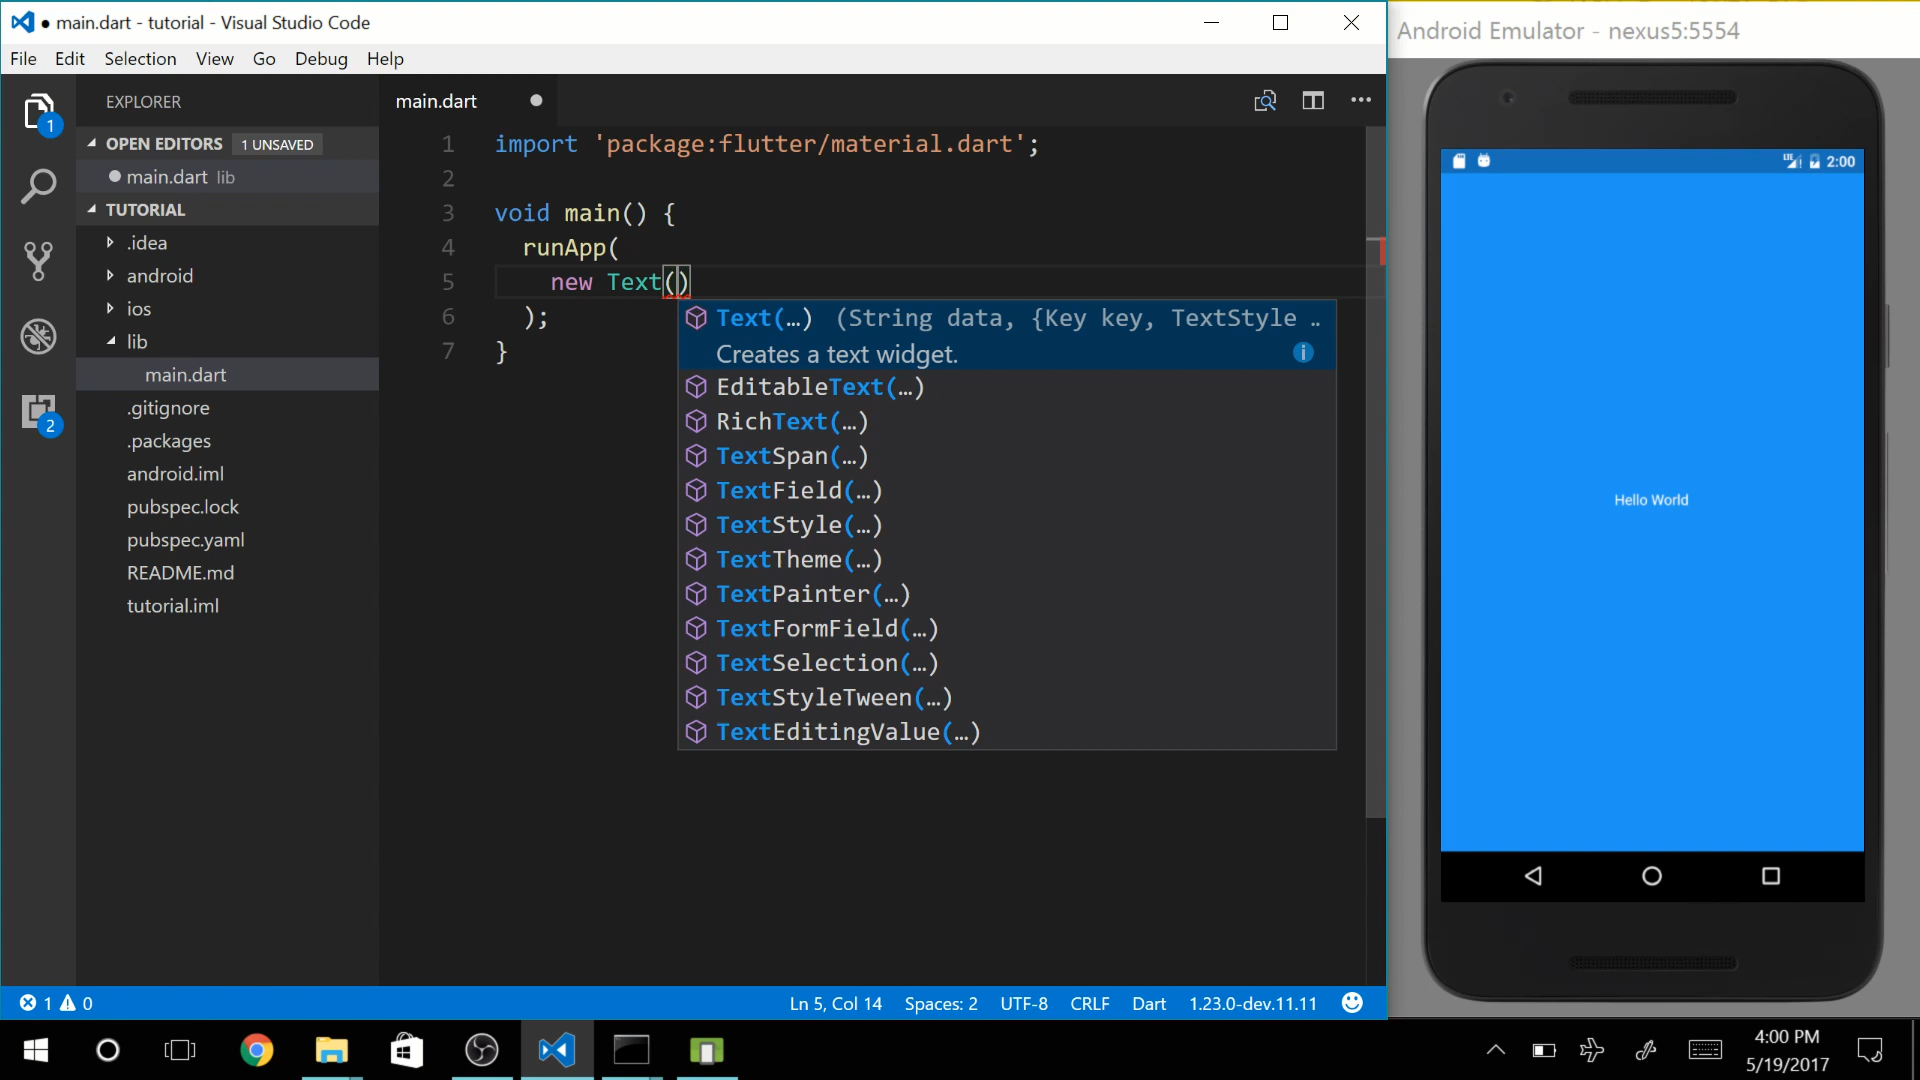 main.dart - tutorial - Visual Studio Code
File Edit Selection View Go Debug Help
EXPLORER
1
OPEN EDITORS 1 UNSAVED
main.dart lib
TUTORIAL
.idea
android
ios
lib
main.dart
.gitignore
2
.packages
android.iml
pubspec.lock
pubspec.yaml
README.md
tutorial.iml
main.dart
1 import 'package:flutter/material.dart';
2
3 void main() {
4 runApp(
5 new Text()
6 );
7 }
Text(…) (String data, {Key key, TextStyle …
Creates a text widget.
EditableText(…)
RichText(…)
TextSpan(…)
TextField(…)
TextStyle(…)
TextTheme(…)
TextPainter(…)
TextFormField(…)
TextSelection(…)
TextStyleTween(…)
TextEditingValue(…)
1 0 Ln 5, Col 14 Spaces: 2 UTF-8 CRLF Dart 1.23.0-dev.11.11
Android Emulator - nexus5:5554
LTE 2:00
Hello World
4:00 PM
5/19/2017